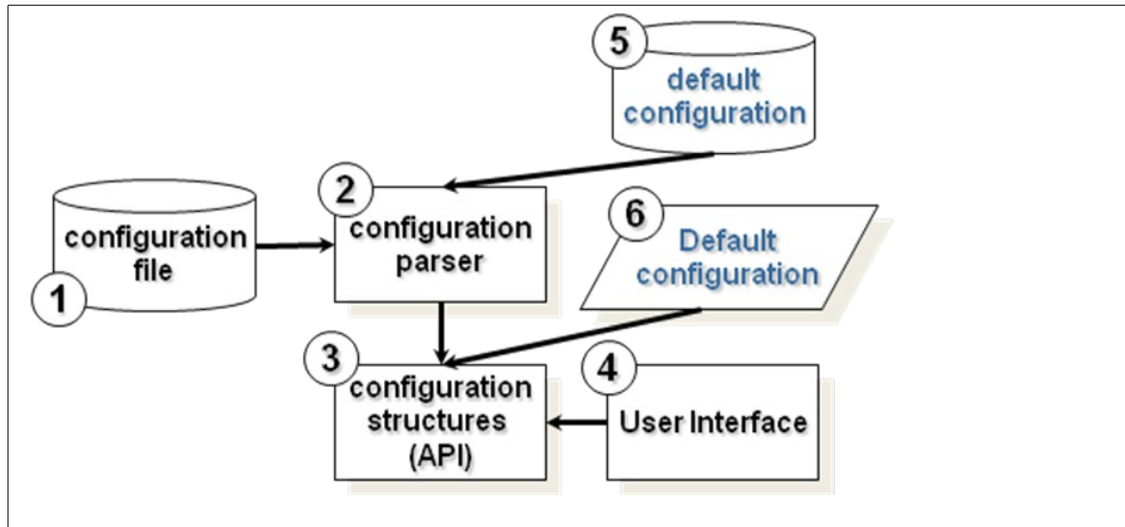 5
default
configuration
2
configuration
parser
configuration
file
1
6
Default
configuration
3
configuration
structures
(API)
4
User Interface